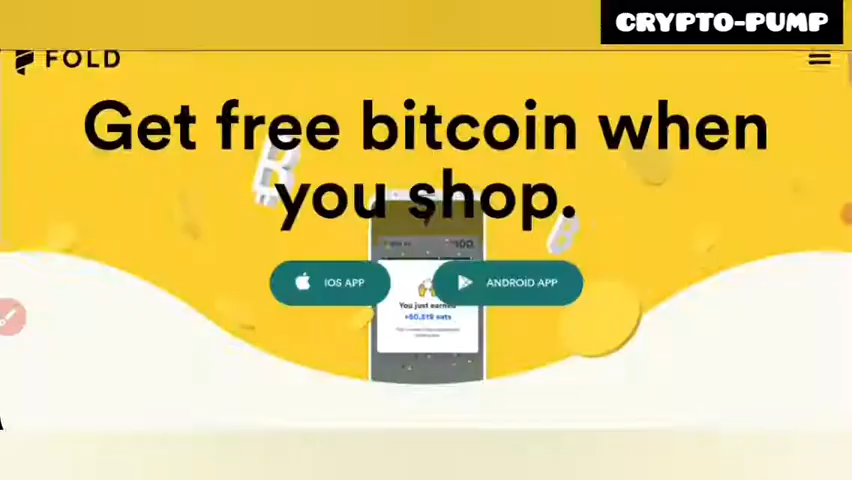 CRYPTO-PUMP
FOLD
Get free bitcoin when
you shop.
IOS APP
ANDROID APP
You just earned